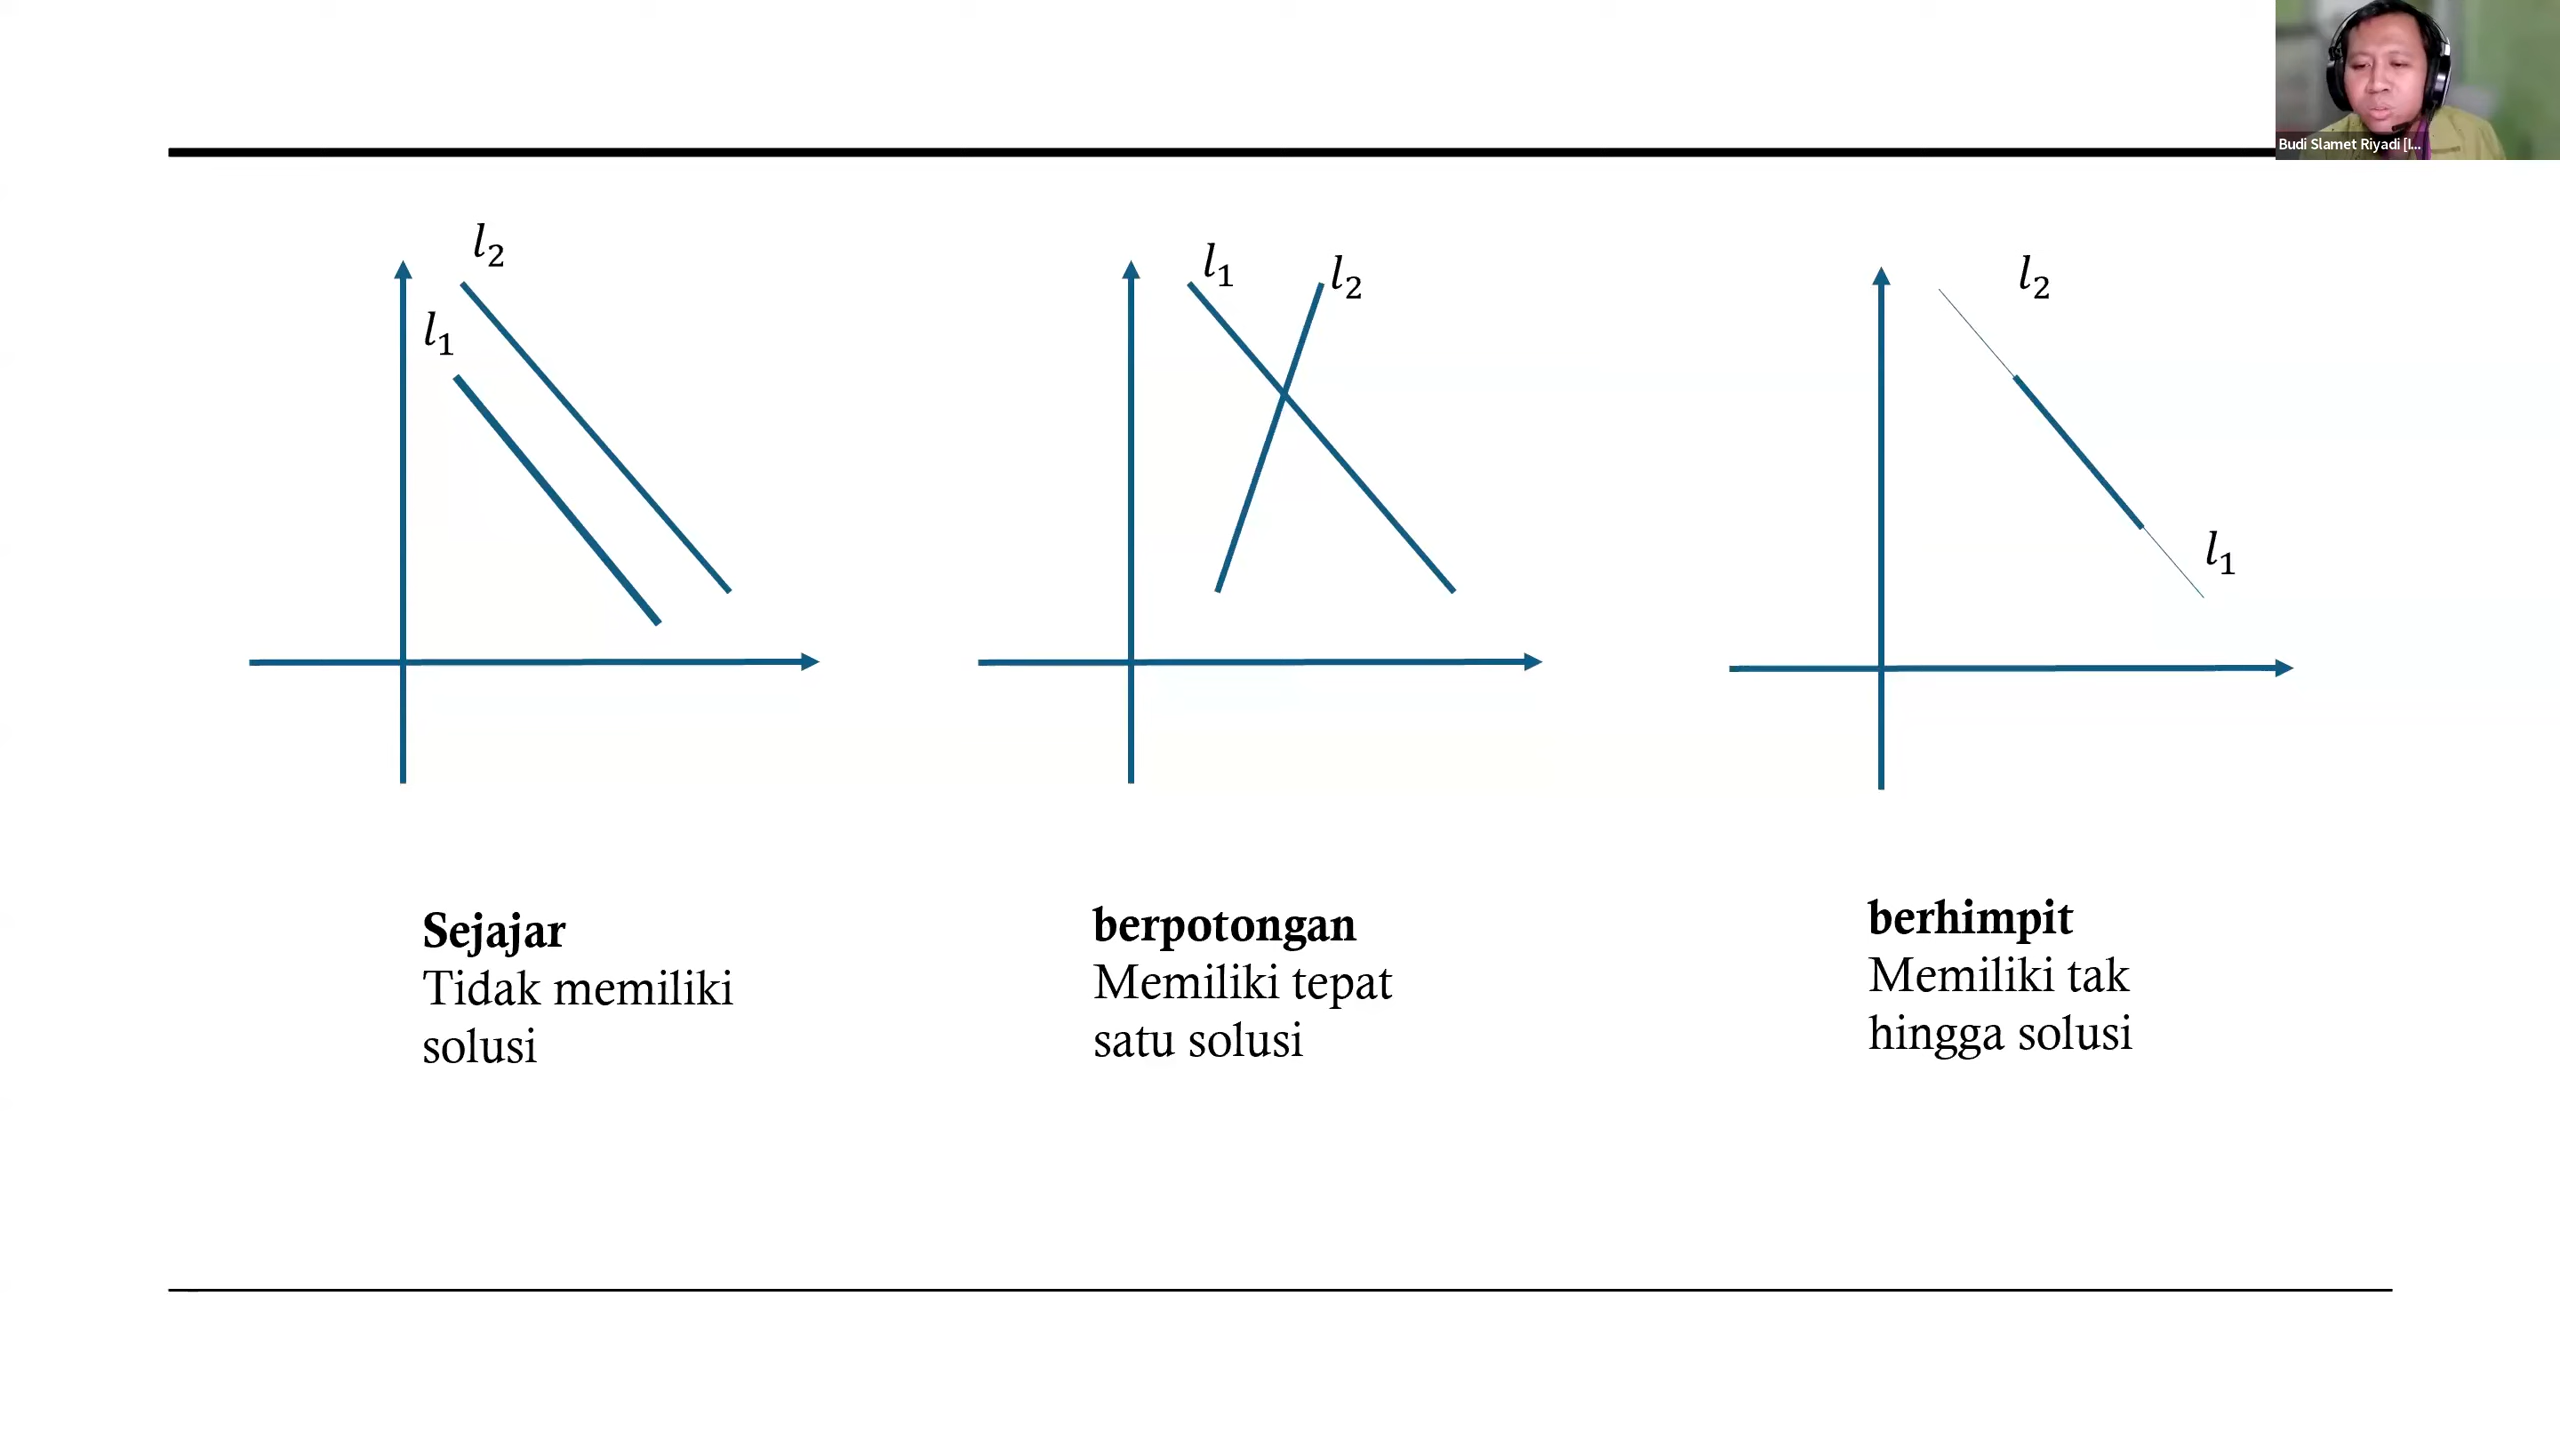 Budi Slamet Riyadi [I...
l₂
l₁
l₁
l₂
l₂
l₁
Sejajar
Tidak memiliki
solusi
berpotongan
Memiliki tepat
satu solusi
berhimpit
Memiliki tak
hingga solusi